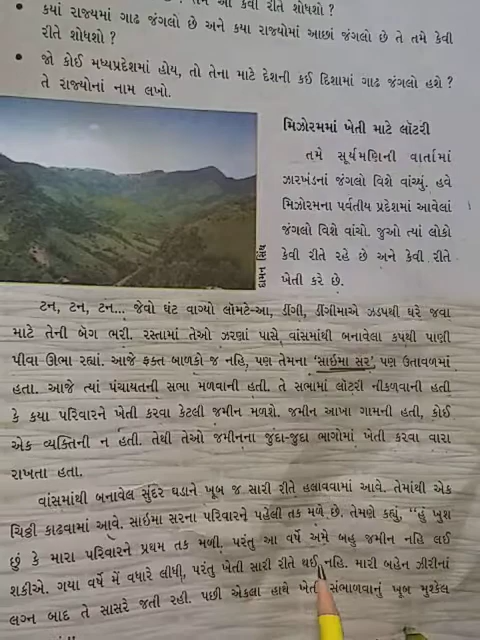 કયાં રાજ્યમાં ગાઢ જંગલો છે અને કયા રાજ્યોમાં આછાં જંગલો છે તે તમે કેવી
રીતે શોધશો ?
જો કોઈ મધ્યપ્રદેશમાં હોય, તો તેના માટે દેશની કઈ દિશામાં ગાઢ જંગલો હશે ?
તે રાજ્યોનાં નામ લખો.
મિઝોરમમાં ખેતી માટે લૉટરી
તમે સૂર્યમણિની વાર્તામાં
ઝારખંડનાં જંગલો વિશે વાંચ્યું. હવે
મિઝોરમના પર્વતીય પ્રદેશમાં આવેલાં
જંગલો વિશે વાંચો. જુઓ ત્યાં લોકો
કેવી રીતે રહે છે અને કેવી રીતે
ખેતી કરે છે.
દામન સિંઘ
ટન, ટન, ટન... જેવો ઘંટ વાગ્યો લૉમટે-આ, ડીંગી, ડીંગીમાએ ઝડપથી ઘરે જવા
માટે તેની બૅગ ભરી. રસ્તામાં તેઓ ઝરણાં પાસે વાંસમાંથી બનાવેલા કપથી પાણી
પીવા ઊભા રહ્યાં. આજે ફક્ત બાળકો જ નહિ, પણ તેમના ‘સાઇમા સર’ પણ ઉતાવળમાં
હતા. આજે ત્યાં પંચાયતની સભા મળવાની હતી. તે સભામાં લૉટરી નીકળવાની હતી
કે કયા પરિવારને ખેતી કરવા કેટલી જમીન મળશે. જમીન આખા ગામની હતી, કોઈ
એક વ્યક્તિની ન હતી. તેથી તેઓ જમીનના જુદા-જુદા ભાગોમાં ખેતી કરવા વારા
રાખતા હતા.
વાંસમાંથી બનાવેલ સુંદર ઘડાને ખૂબ જ સારી રીતે હલાવવામાં આવે. તેમાંથી એક
ચિઠ્ઠી કાઢવામાં આવે. સાઇમા સરના પરિવારને પહેલી તક મળે છે. તેમણે કહ્યું, “હું ખુશ
છું કે મારા પરિવારને પ્રથમ તક મળી, પરંતુ આ વર્ષે અમે બહુ જમીન નહિ લઈ
શકીએ. ગયા વર્ષે મેં વધારે લીધી, પરંતુ ખેતી સારી રીતે થઈ નહિ. મારી બહેન ઝીરીનાં
લગ્ન બાદ તે સાસરે જતી રહી. પછી એકલા હાથે ખેતી સંભાળવાનું ખૂબ મુશ્કેલ